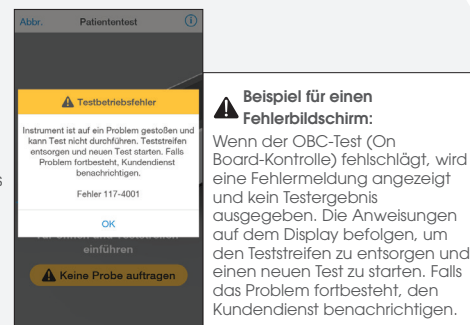 Abbr.
Patiententest
Testbetriebsfehler
Instrument ist auf ein Problem gestoßen und
kann Test nicht durchführen. Teststreifen
entsorgen und neuen Test starten. Falls
Problem fortbesteht, Kundendienst
benachrichtigen.
Fehler 117-4001
OK
einführen
Keine Probe auftragen
s
Beispiel für einen
Fehlerbildschirm:
Wenn der OBC-Test (On
Board-Kontrolle) fehlschlägt, wird
eine Fehlermeldung angezeigt
und kein Testergebnis
ausgegeben. Die Anweisungen
auf dem Display befolgen, um
den Teststreifen zu entsorgen und
einen neuen Test zu starten. Falls
das Problem fortbesteht, den
Kundendienst benachrichtigen.